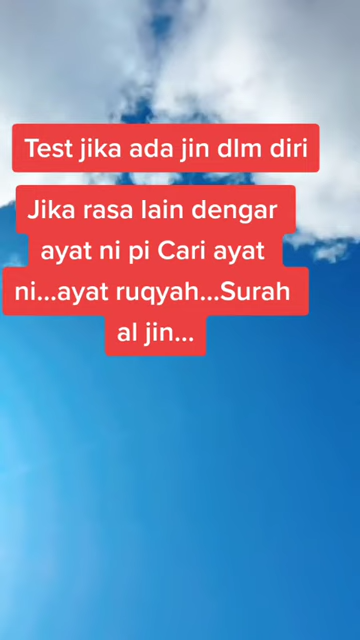 Test jika ada jin dlm diri
Jika rasa lain dengar
ayat ni pi Cari ayat
ni...ayat ruqyah...Surah
al jin...